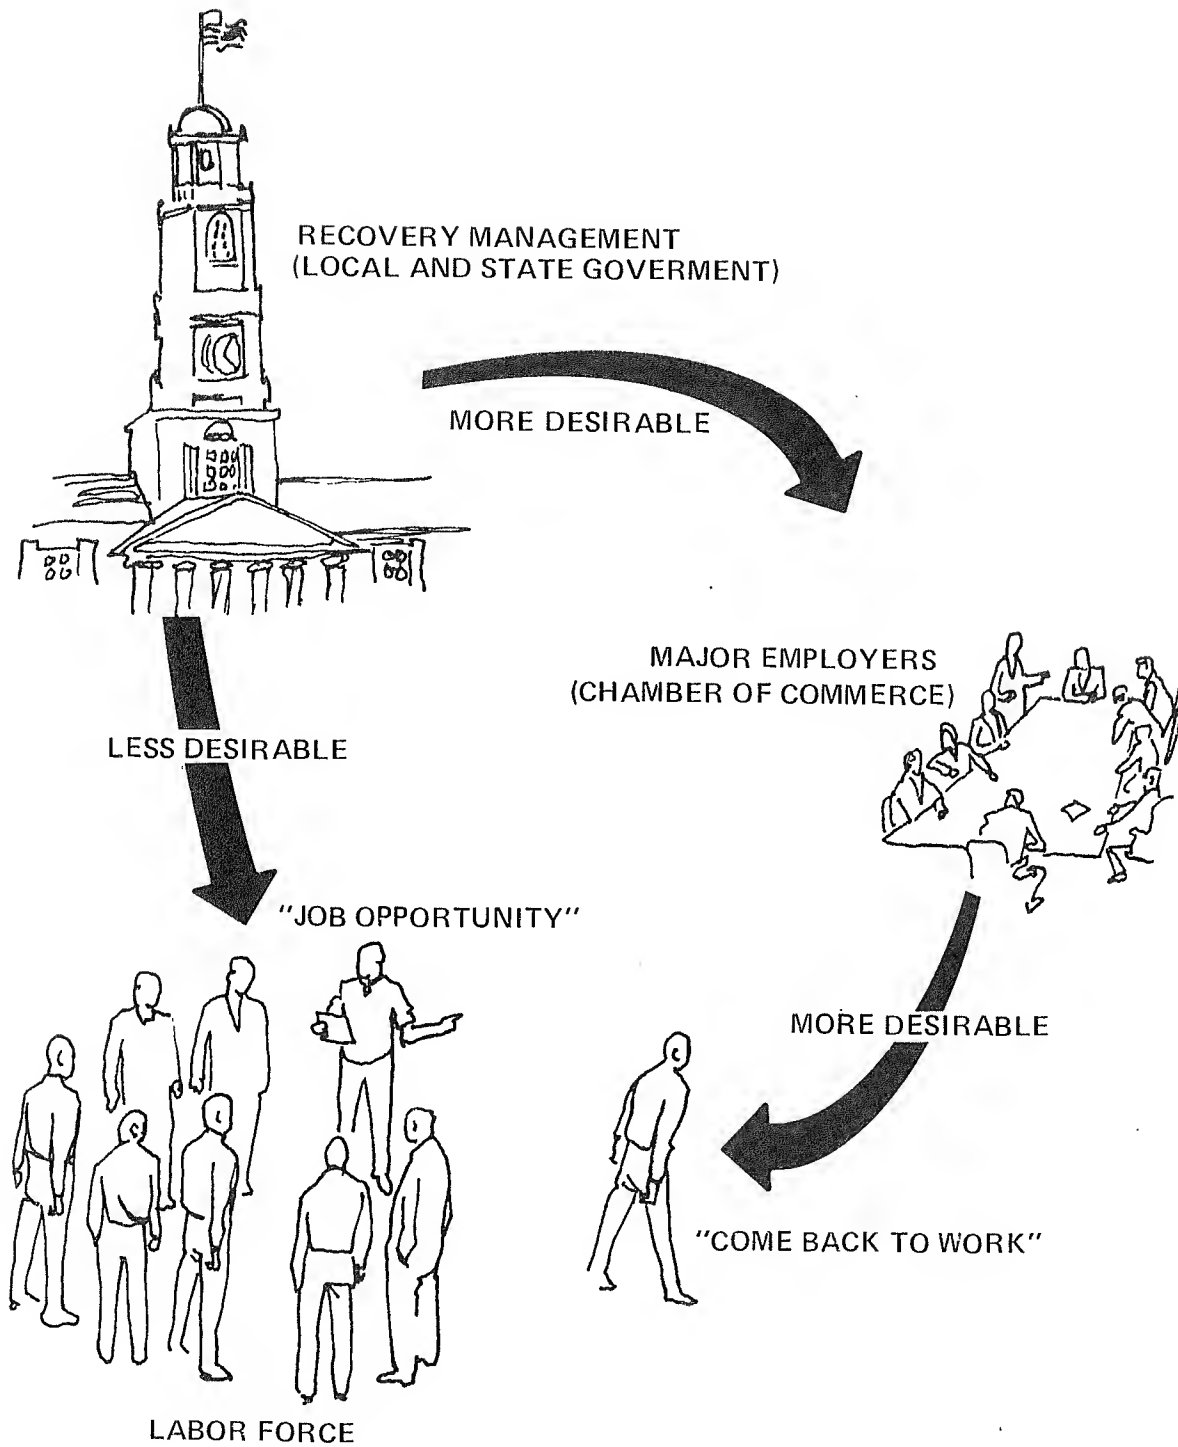 RECOVERY MANAGEMENT
(LOCAL AND STATE GOVERMENT)
MORE DESIRABLE
MAJOR EMPLOYERS
(CHAMBER OF COMMERCE)
LESS DESIRABLE
"JOB OPPORTUNITY"
MORE DESIRABLE
"COME BACK TO WORK"
LABOR FORCE